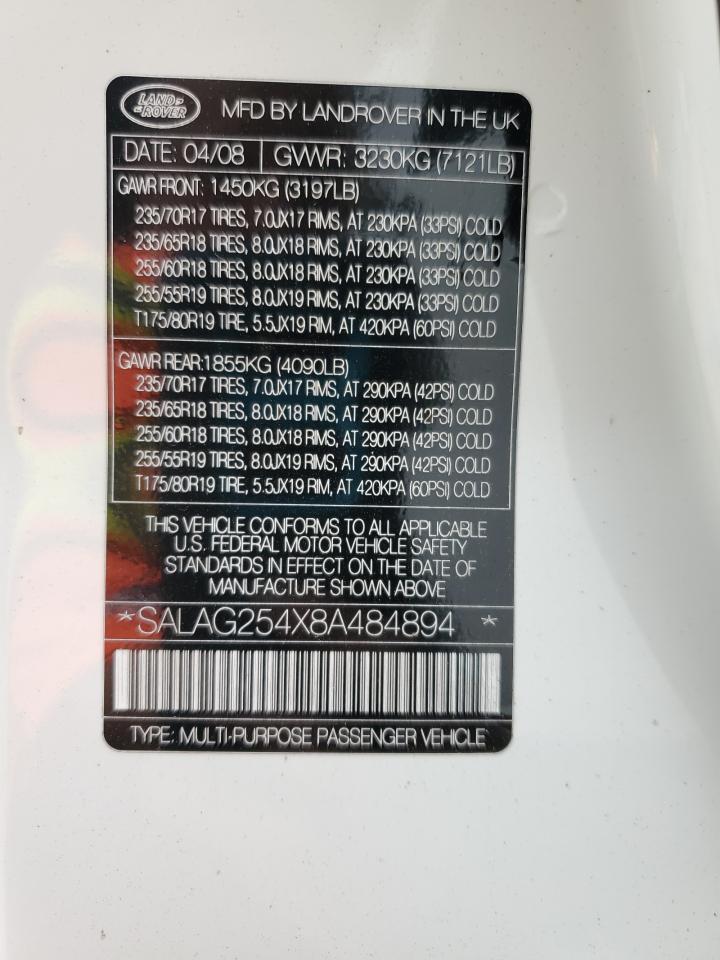 LAND
ROVER
MFD BY LANDROVER IN THE UK
DATE: 04/08 GVWR: 3230KG (7121LB)
GAWR FRONT: 1450KG (3197LB)
235/70R17 TIRES, 7.0JX17 RIMS, AT 230KPA (33PSI) COLD
235/65R18 TIRES, 8.0JX18 RIMS, AT 230KPA (33PSI) COLD
255/60R18 TIRES, 8.0JX18 RIMS, AT 230KPA (33PSI) COLD
255/55R19 TIRES, 8.0JX19 RIMS, AT 230KPA (33PSI) COLD
T175/80R19 TIRE, 5.5JX19 RIM, AT 420KPA (60PSI) COLD
GAWR REAR:1855KG (4090LB)
235/70R17 TIRES, 7.0JX17 RIMS, AT 290KPA (42PSI) COLD
235/65R18 TIRES, 8.0JX18 RIMS, AT 290KPA (42PSI) COLD
255/60R18 TIRES, 8.0JX18 RIMS, AT 290KPA (42PSI) COLD
255/55R19 TIRES, 8.0JX19 RIMS, AT 290KPA (42PSI) COLD
T175/80R19 TIRE, 5.5JX19 RIM, AT 420KPA (60PSI) COLD
THIS VEHICLE CONFORMS TO ALL APPLICABLE
U.S. FEDERAL MOTOR VEHICLE SAFETY
STANDARDS IN EFFECT ON THE DATE OF
MANUFACTURE SHOWN ABOVE
*SALAG254X8A484894 *
TYPE: MULTI-PURPOSE PASSENGER VEHICLE